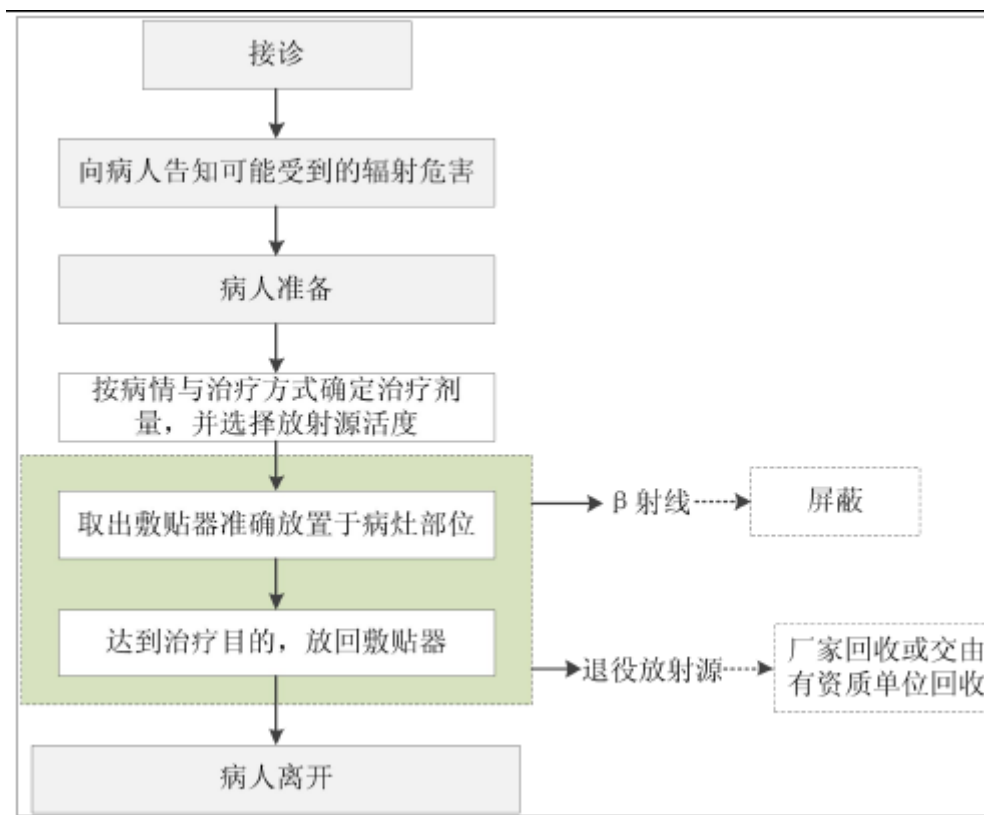 接诊
向病人告知可能受到的辐射危害
病人准备
按病情与治疗方式确定治疗剂
量，并选择放射源活度
取出敷贴器准确放置于病灶部位
β射线
屏蔽
达到治疗目的，放回敷贴器
退役放射源
厂家回收或交由
有资质单位回收
病人离开